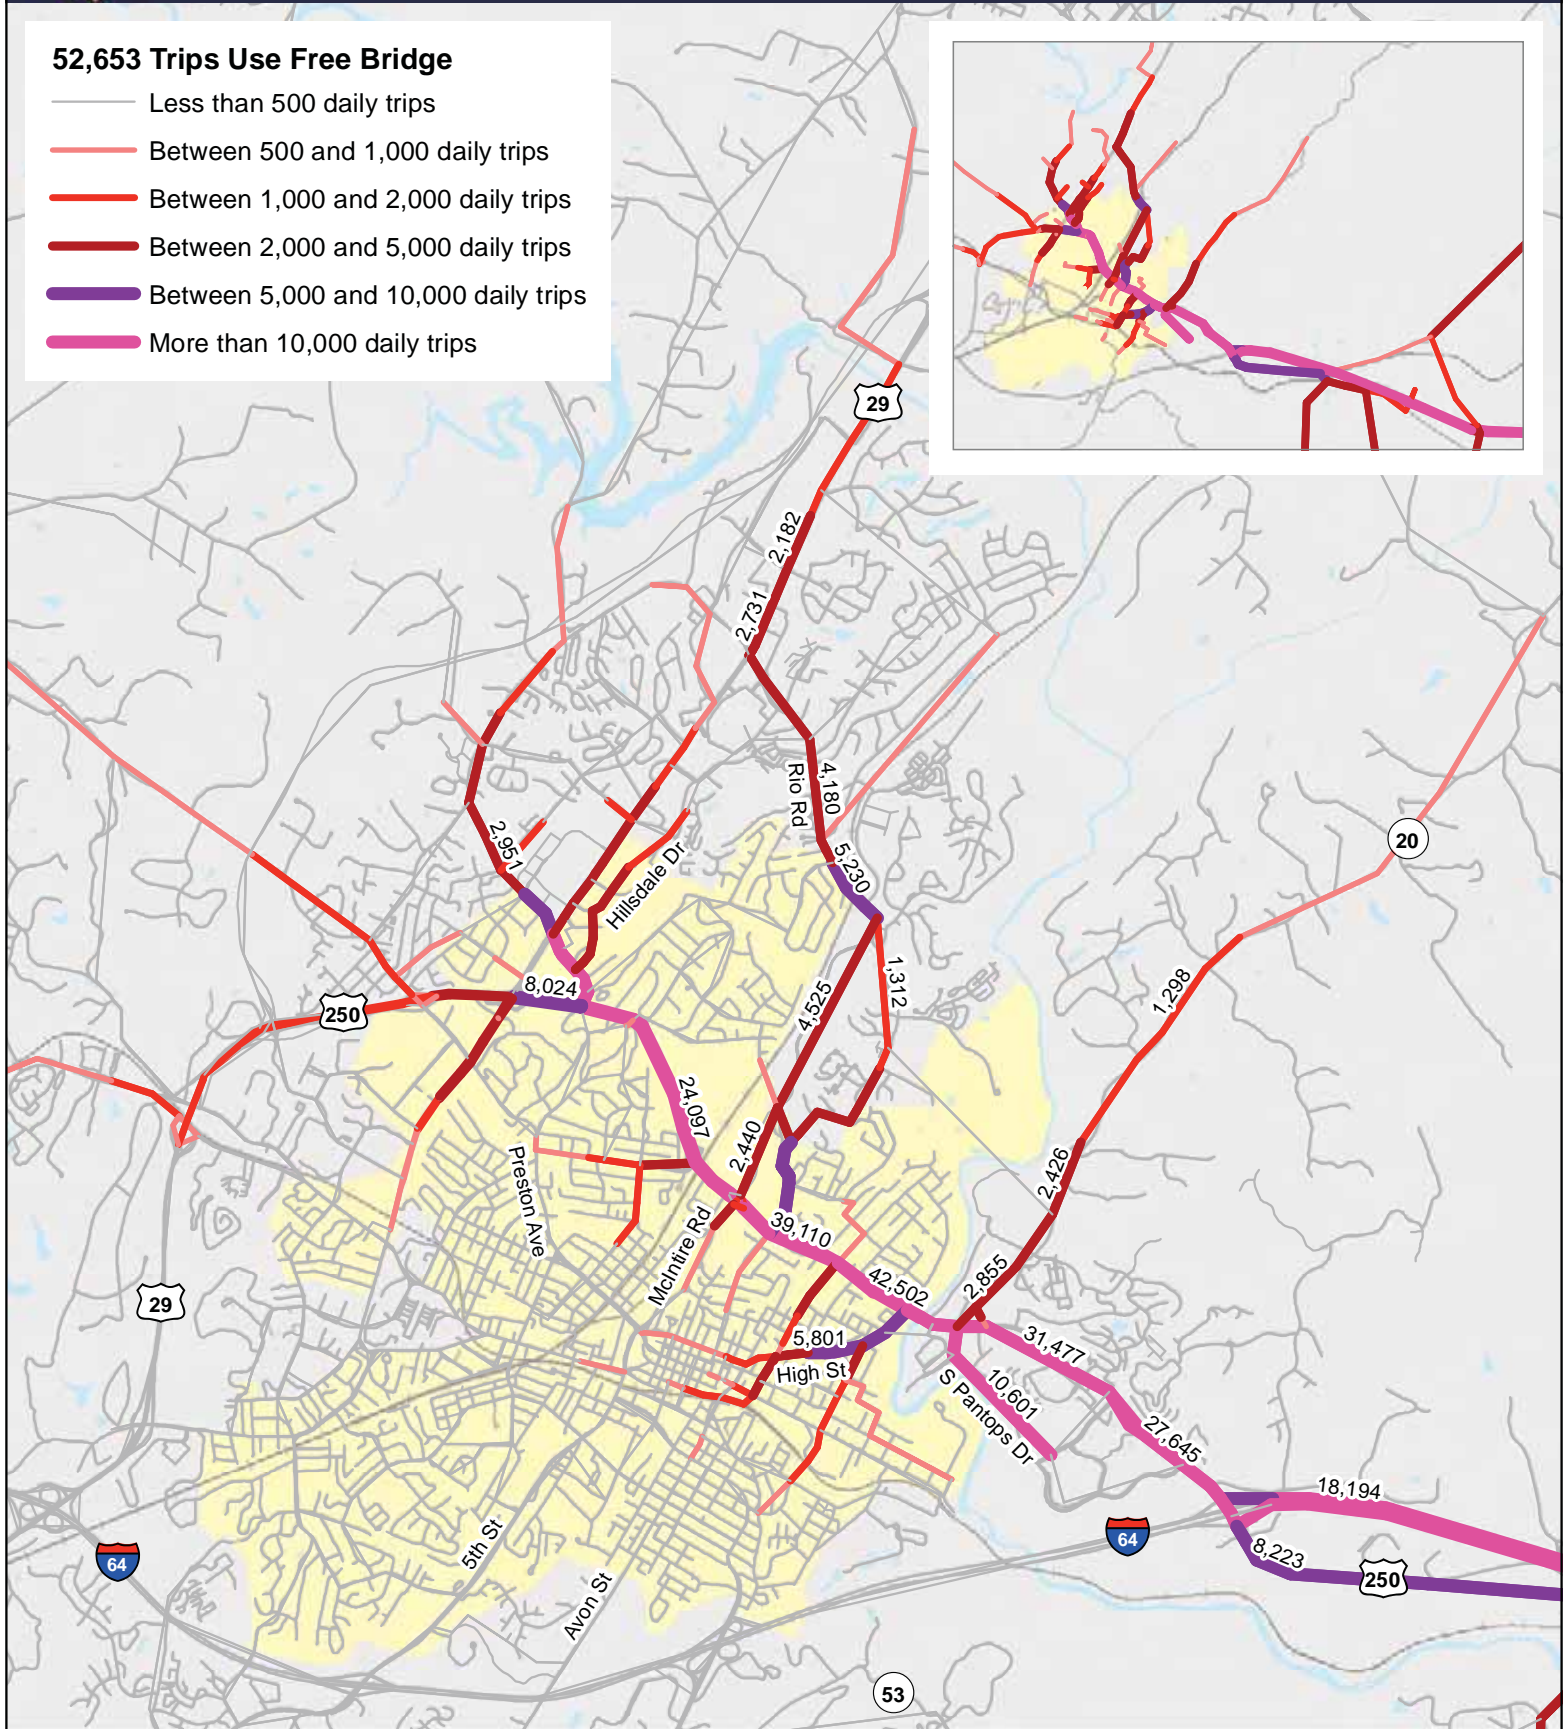 52,653 Trips Use Free Bridge
Less than 500 daily trips
Between 500 and 1,000 daily trips
Between 1,000 and 2,000 daily trips
Between 2,000 and 5,000 daily trips
Between 5,000 and 10,000 daily trips
More than 10,000 daily trips
29
2,182
2,731
Rio Rd
4,180
20
2,951
5,230
Hillsdale Dr
8,024
1,312
1,298
250
4,525
24,097
2,440
2,426
Preston Ave
McIntire Rd
39,110
42,502
2,855
29
5,801
High St
31,477
S Pantops Dr
10,601
27,645
18,194
64
5th St
64
8,223
250
Avon St
53